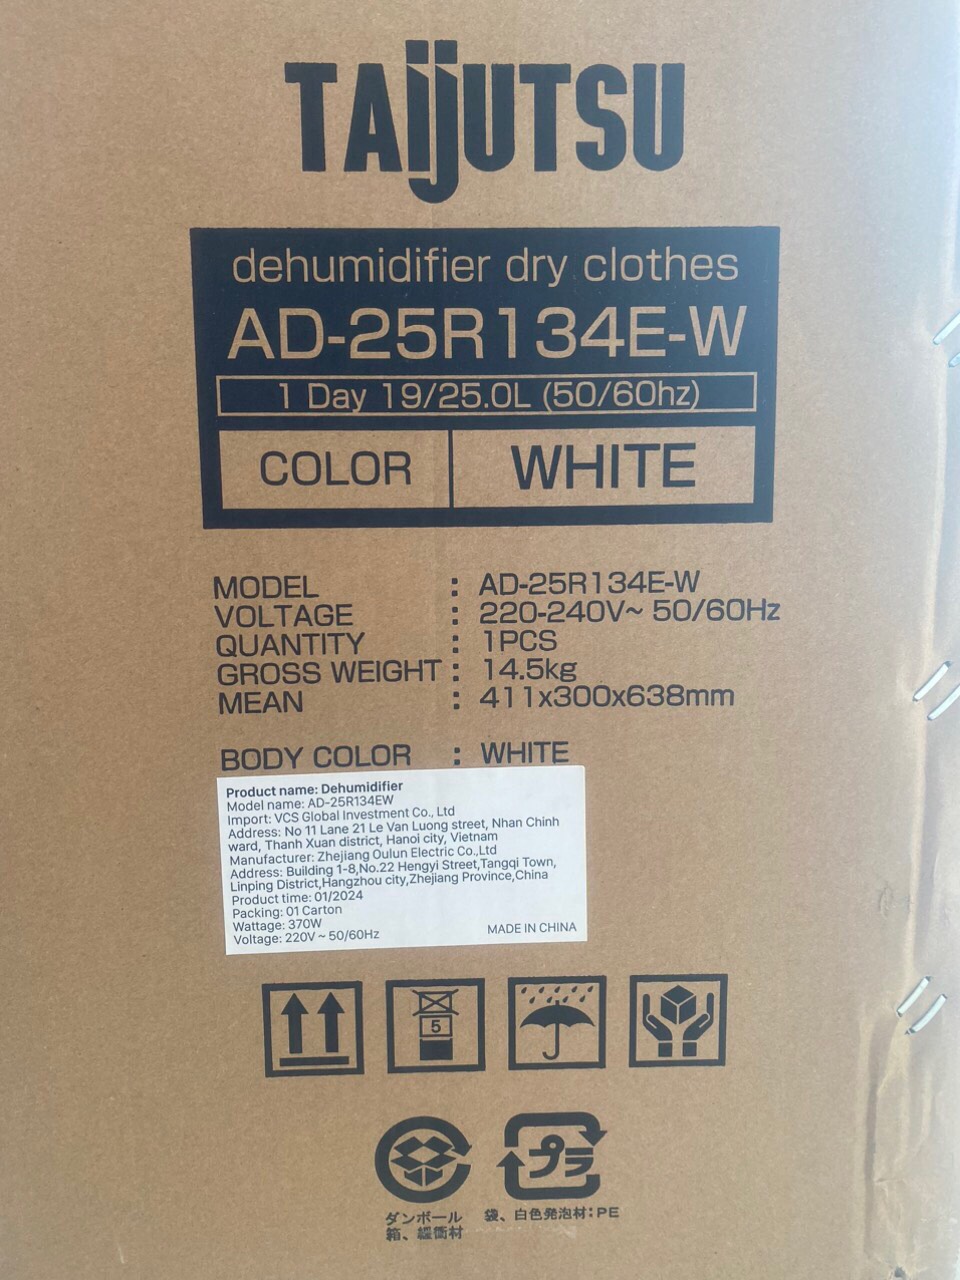 TAijUTSU
dehumidifier dry clothes
AD-25R134E-W
1 Day 19/25.0L (50/60hz)
COLOR WHITE
MODEL : AD-25R134E-W
VOLTAGE : 220-240V~ 50/60Hz
QUANTITY : 1PCS
GROSS WEIGHT : 14.5kg
MEAN : 411x300x638mm
BODY COLOR : WHITE
Product name: Dehumidifier
Model name: AD-25R134EW
Import: VCS Global Investment Co., Ltd
Address: No 11 Lane 21 Le Van Luong street, Nhan Chinh
ward, Thanh Xuan district, Hanoi city, Vietnam
Manufacturer: Zhejiang Oulun Electric Co.,Ltd
Address: Building 1-8,No.22 Hengyi Street,Tangqi Town,
Linping District,Hangzhou city,Zhejiang Province,China
Product time: 01/2024
Packing: 01 Carton
Wattage: 370W
Voltage: 220V ~ 50/60Hz MADE IN CHINA
5
プラ
ダンボール
箱、緩衝材
袋、白色発泡材:PE